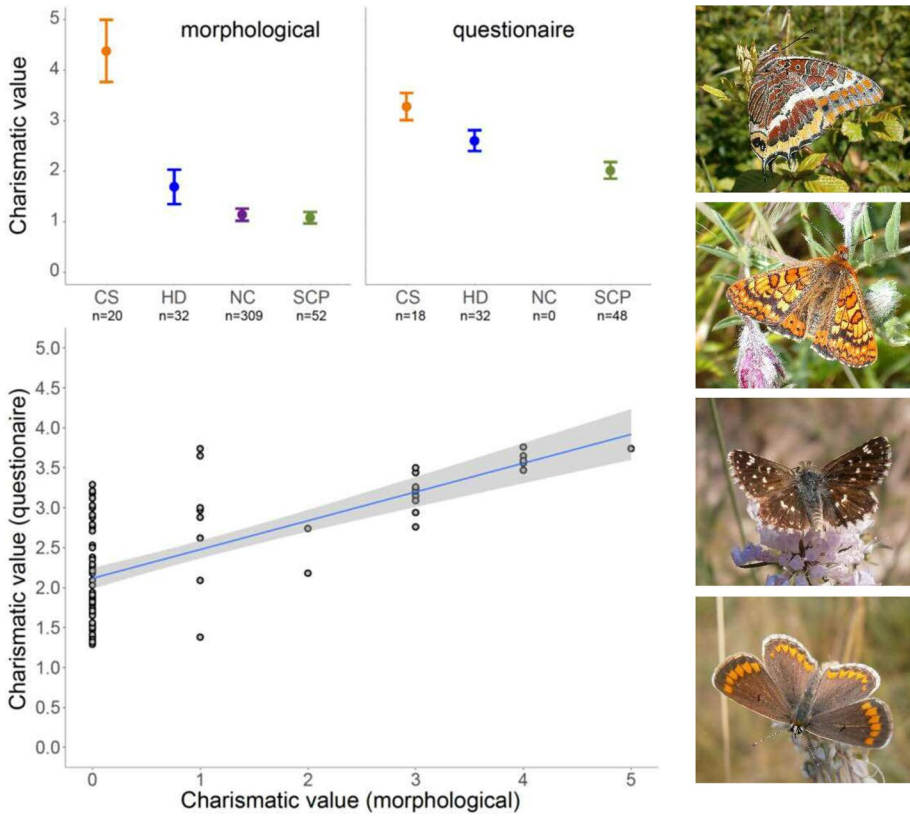 morphological
questionaire
Charismatic value
5
4
3
2
1
0
CS HD NC SCP CS HD NC SCP
n=20 n=32 n=309 n=52 n=18 n=32 n=0 n=48
Charismatic value (questionaire)
5.0
4.5
4.0
3.5
3.0
2.5
2.0
1.5
1.0
0.5
0.0
0 1 2 3 4 5
Charismatic value (morphological)